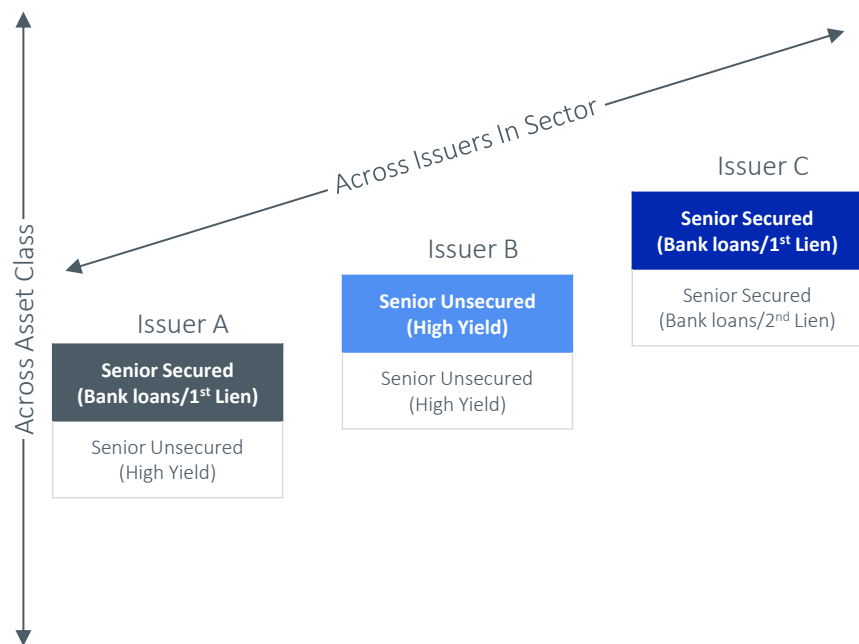 Across Asset Class
Across Issuers In Sector
Issuer A
Senior Secured
(Bank loans/1st Lien)
Senior Unsecured
(High Yield)
Issuer B
Senior Unsecured
(High Yield)
Senior Unsecured
(High Yield)
Issuer C
Senior Secured
(Bank loans/1st Lien)
Senior Secured
(Bank loans/2nd Lien)